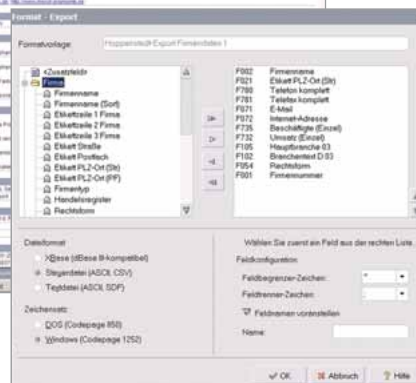 Format - Export
Formatvorlage:
Hoppenstedt-Export Firmendaten 1
<Zusatzfeld>
Firma
Firmenname
Firmenname (Sort)
Etikettzeile 1 Firma
Etikettzeile 2 Firma
Etikettzeile 3 Firma
Etikett Straße
Etikett Postfach
Etikett PLZ-Ort (Str)
Etikett PLZ-Ort (PF)
Firmentyp
Handelsregister
Rechtsform
F002 Firmenname
F021 Etikett PLZ-Ort (Str)
F780 Telefon komplett
F781 Telefax komplett
F071 E-Mail
F072 Internet-Adresse
F735 Beschäftigte (Einzel)
F732 Umsatz (Einzel)
F105 Hauptbranche 03
F102 Branchentext D 03
F054 Rechtsform
F001 Firmennummer
Dateiformat
XBase (dBase III-kompatibel)
Steuerdatei (ASCII, CSV)
Textdatei (ASCII, SDF)
Zeichensatz
DOS (Codepage 850)
Windows (Codepage 1252)
Wählen Sie zuerst ein Feld aus der rechten Liste.
Feldkonfiguration
Feldbegrenzer-Zeichen: "
Feldtrenner-Zeichen: ;
Feldnamen voranstellen
Name:
OK
Abbruch
Hilfe